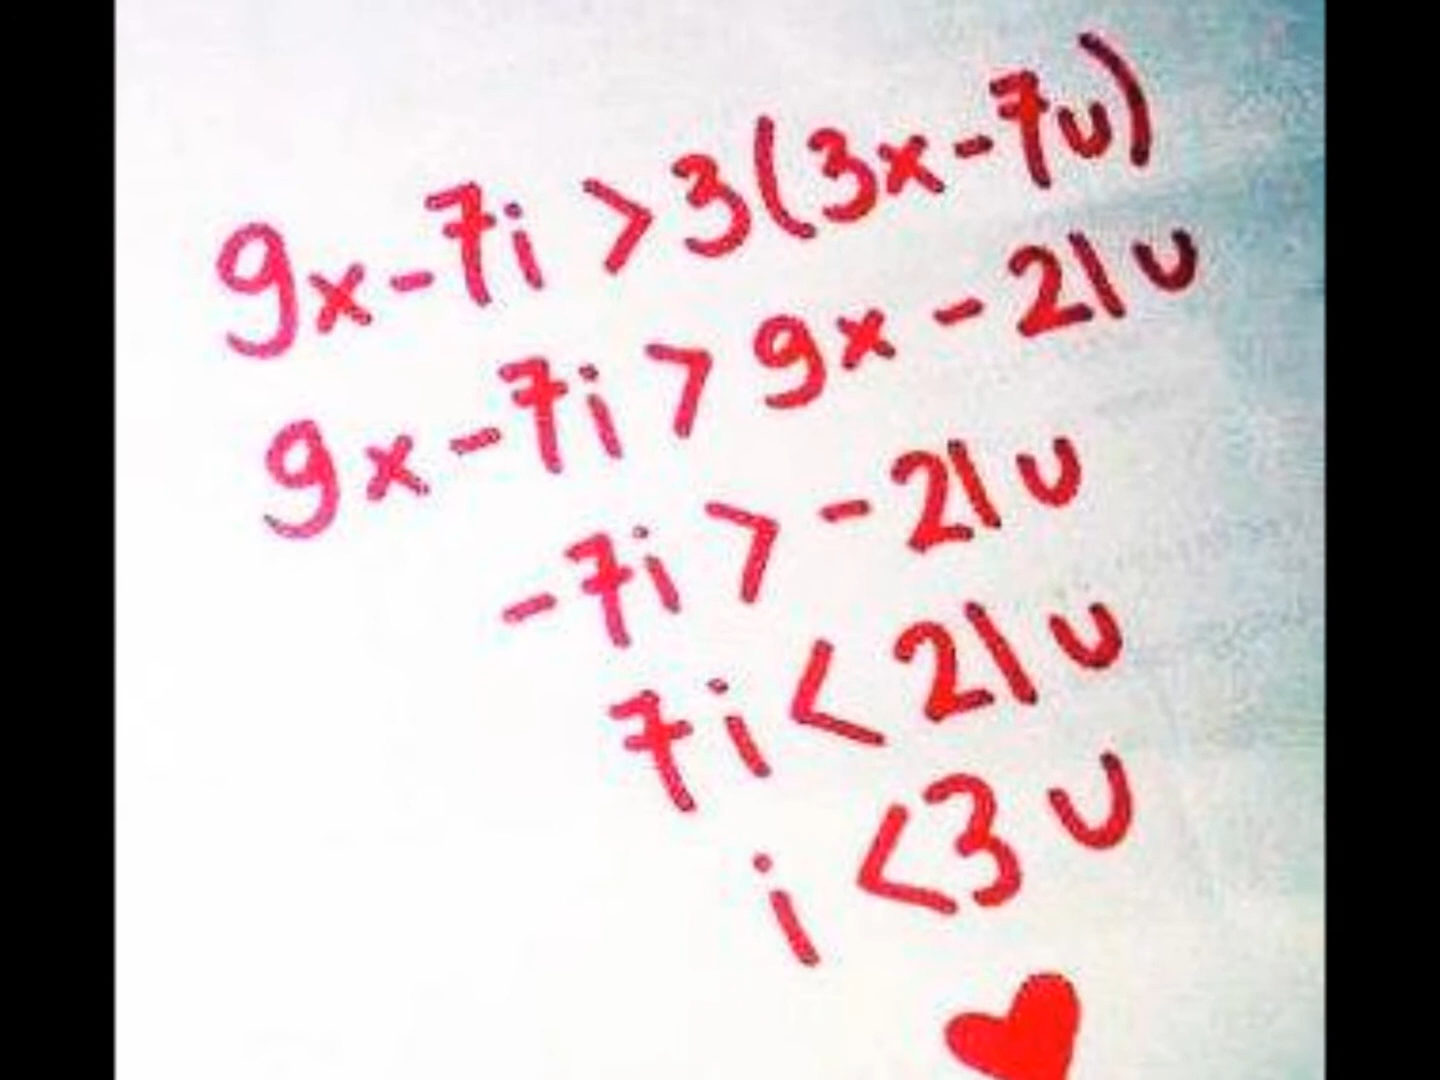 9x-7i >3(3x-7u)
9x-7i > 9x - 21u
-7i > -21u
7i < 21u
i <3 u